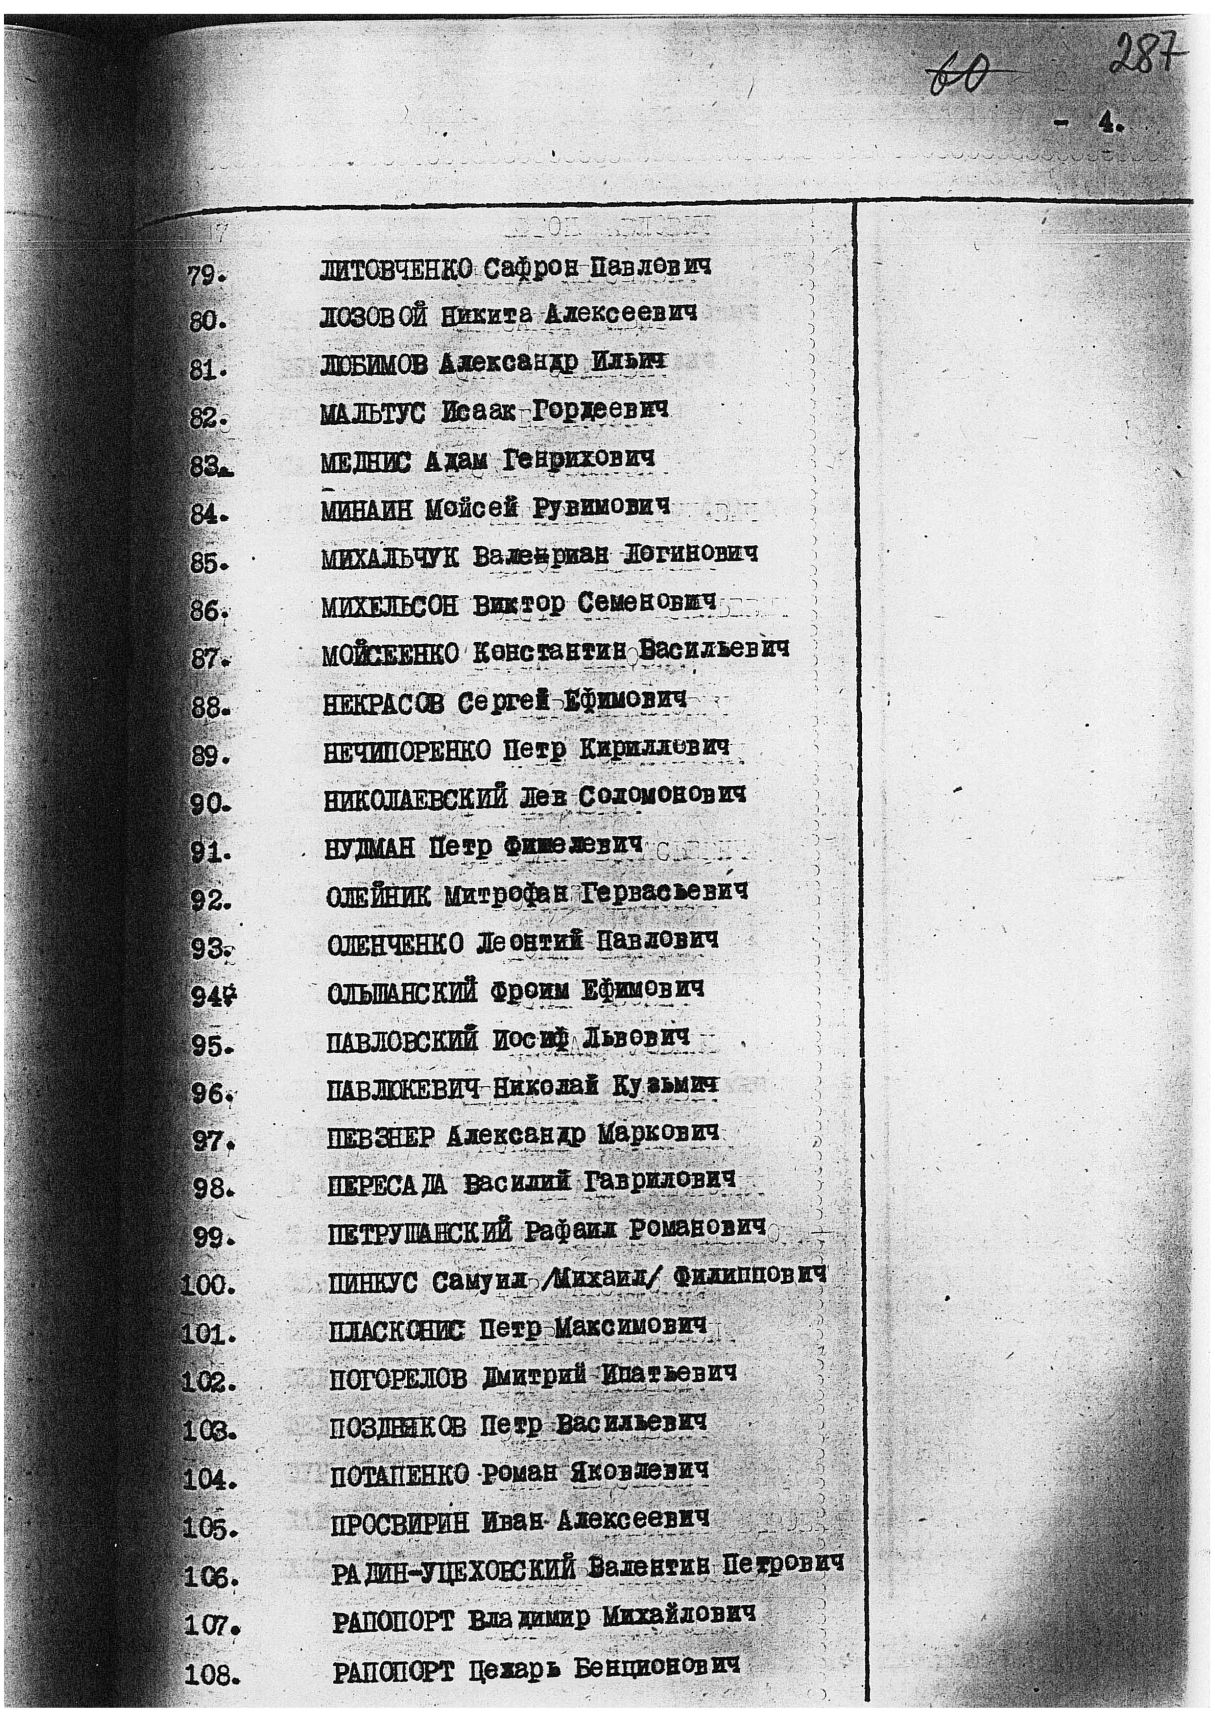 60
287
- 4.
79. ЛИТОВЧЕНКО Сафрон Павлович
80. ЛОЗОВОЙ Никита Алексеевич
81. ЛЮБИМОВ Александр Ильич
82. МАЛЬТУС Исаак Гордеевич
83. МЕДНИС Адам Генрихович
84. МИНАИН Мойсей Рувимович
85. МИХАЛЬЧУК Валериан Логинович
86. МИХЕЛЬСОН Виктор Семенович
87. МОЙСЕЕНКО Константин Васильевич
88. НЕКРАСОВ Сергей Ефимович
89. НЕЧИПОРЕНКО Петр Кириллович
90. НИКОЛАЕВСКИЙ Лев Соломонович
91. НУДМАН Петр Фишелевич
92. ОЛЕЙНИК Митрофан Гервасьевич
93. ОЛЕНЧЕНКО Леонтий Павлович
94. ОЛЬШАНСКИЙ Фроим Ефимович
95. ПАВЛОВСКИЙ Иосиф Львович
96. ПАВЛЮКЕВИЧ Николай Кузьмич
97. ПЕВЗНЕР Александр Маркович
98. ПЕРЕСАДА Василий Гаврилович
99. ПЕТРУШАНСКИЙ Рафаил Романович
100. ПИНКУС Самуил /Михаил/ Филиппович
101. ПЛАСКОНИС Петр Максимович
102. ПОГОРЕЛОВ Дмитрий Ипатьевич
103. ПОЗДНЯКОВ Петр Васильевич
104. ПОТАПЕНКО Роман Яковлевич
105. ПРОСВИРИН Иван Алексеевич
106. РАДИН-УЦЕХОВСКИЙ Валентин Петрович
107. РАПОПОРТ Владимир Михайлович
108. РАПОПОРТ Цехарь Бенционович